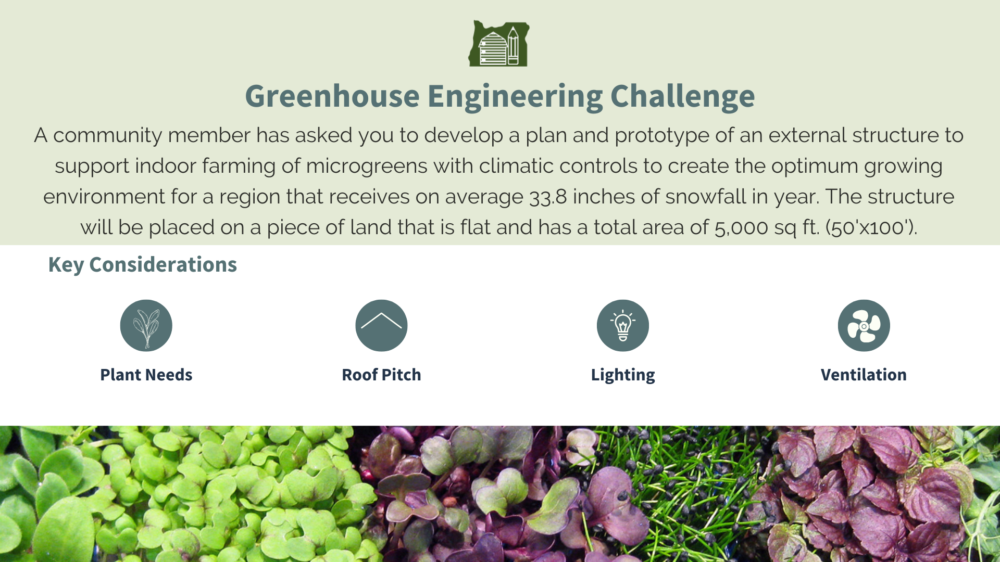 Greenhouse Engineering Challenge
A community member has asked you to develop a plan and prototype of an external structure to
support indoor farming of microgreens with climatic controls to create the optimum growing
environment for a region that receives on average 33.8 inches of snowfall in year. The structure
will be placed on a piece of land that is flat and has a total area of 5,000 sq ft. (50'x100').
Key Considerations
Plant Needs
Roof Pitch
Lighting
Ventilation